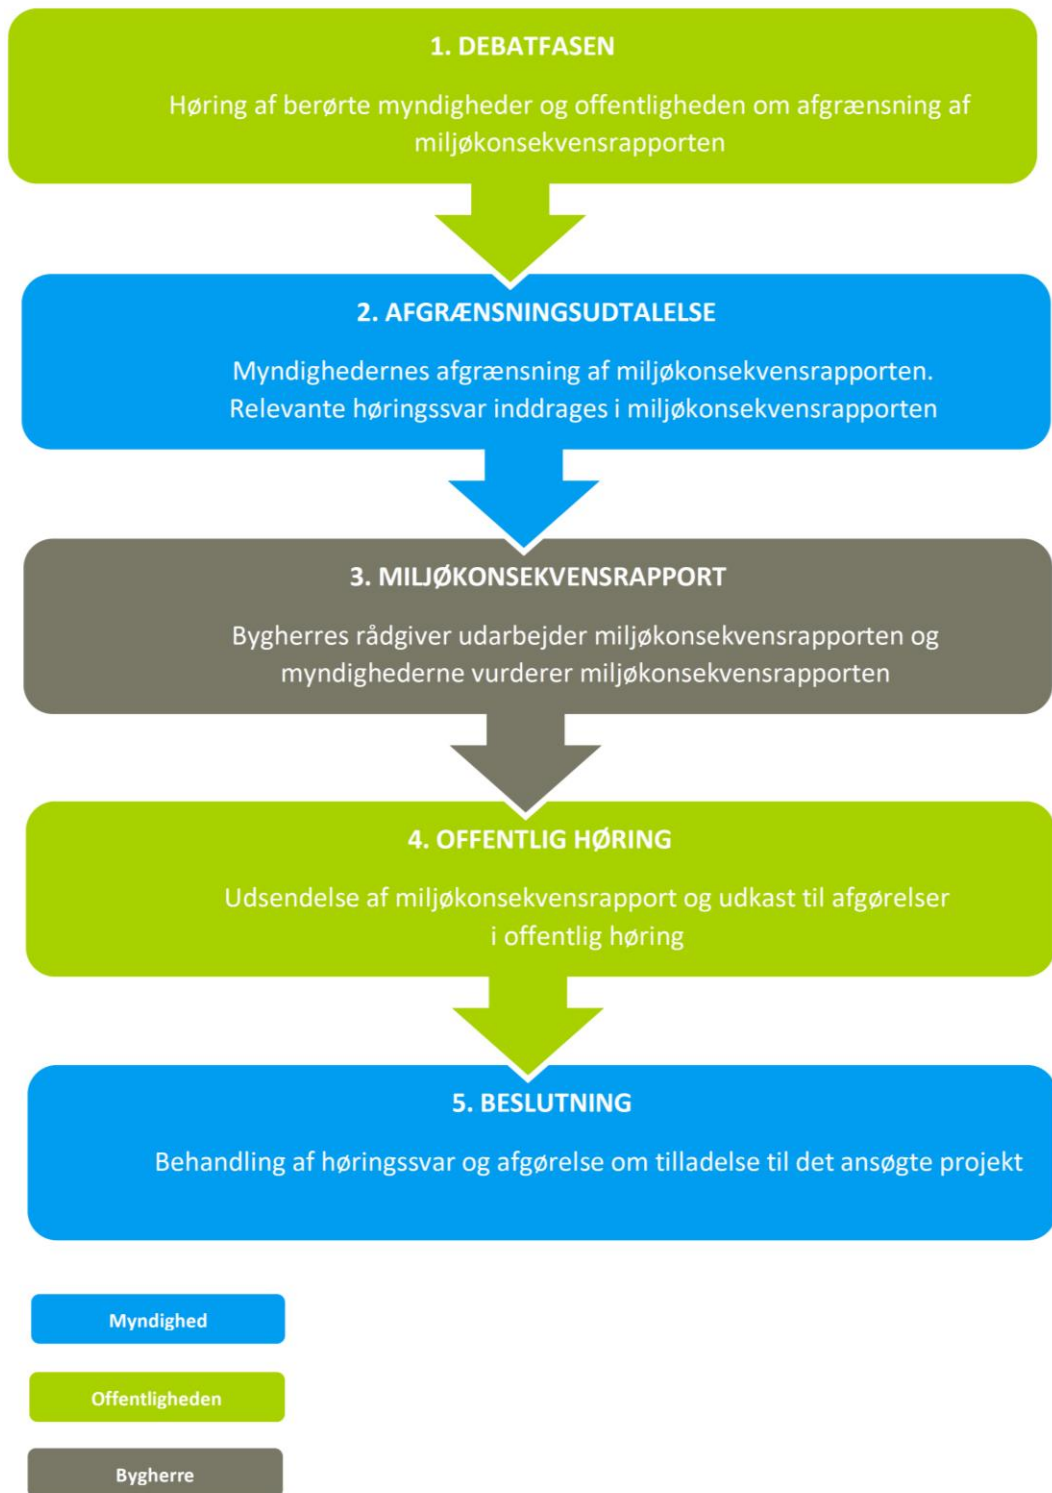 1. DEBATFASEN
Høring af berørte myndigheder og offentligheden om afgrænsning af
miljøkonsekvensrapporten
2. AFGRÆNSNINGSUDTALELSE
Myndighedernes afgrænsning af miljøkonsekvensrapporten.
Relevante høringssvar inddrages i miljøkonsekvensrapporten
3. MILJØKONSEKVENSRAPPORT
Bygherres rådgiver udarbejder miljøkonsekvensrapporten og
myndighederne vurderer miljøkonsekvensrapporten
4. OFFENTLIG HØRING
Udsendelse af miljøkonsekvensrapport og udkast til afgørelser
i offentlig høring
5. BESLUTNING
Behandling af høringssvar og afgørelse om tilladelse til det ansøgte projekt
Myndighed
Offentligheden
Bygherre